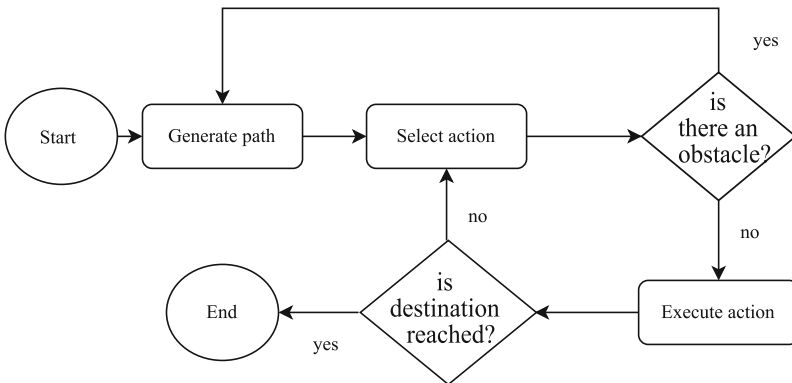 yes
Start
Generate path
Select action
is
there an
obstacle?
no
no
End
yes
is
destination
reached?
Execute action